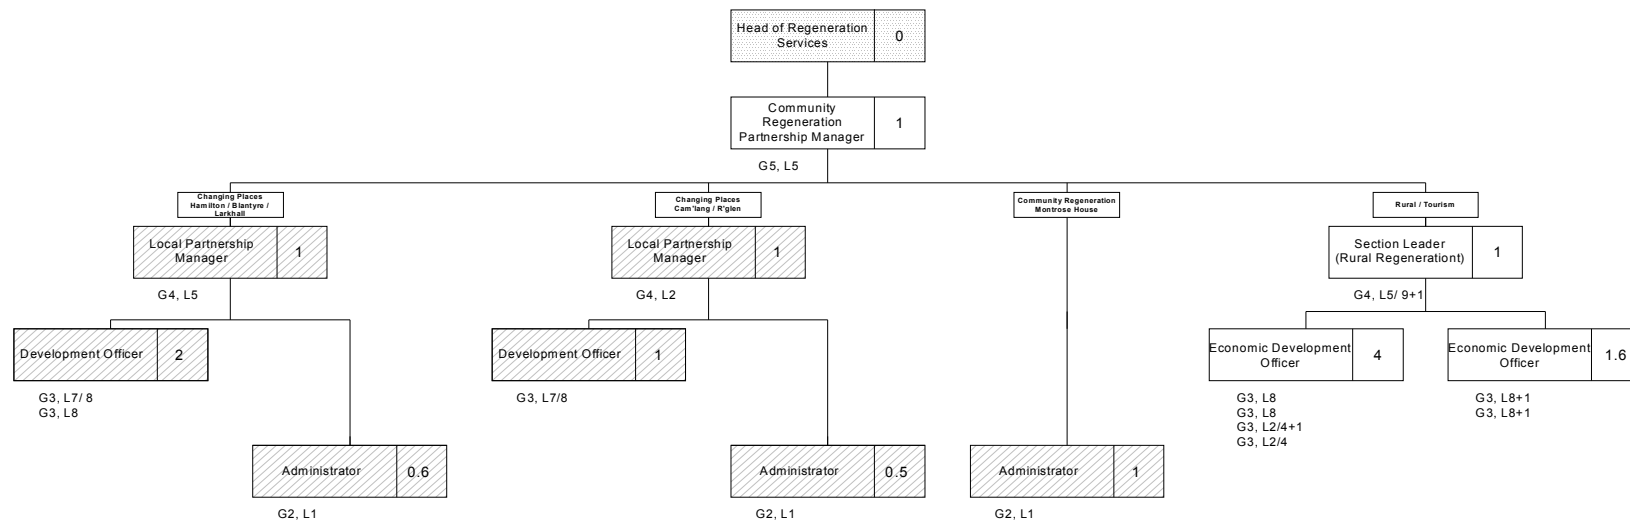 Head of Regeneration
Services
0
Community
Regeneration
Partnership Manager
1
G5, L5
Changing Places
Hamilton / Blantyre /
Larkhall
Local Partnership
Manager
1
G4, L5
Development Officer
2
G3, L7/ 8
G3, L8
Administrator
0.6
G2, L1
Changing Places
Cam'lang / R'glen
Local Partnership
Manager
1
G4, L2
Development Officer
1
G3, L7/8
Administrator
0.5
G2, L1
Community Regeneration
Montrose House
Administrator
1
G2, L1
Rural / Tourism
Section Leader
(Rural Regenerationt)
1
G4, L5/ 9+1
Economic Development
Officer
4
G3, L8
G3, L8
G3, L2/4+1
G3, L2/4
Economic Development
Officer
1.6
G3, L8+1
G3, L8+1